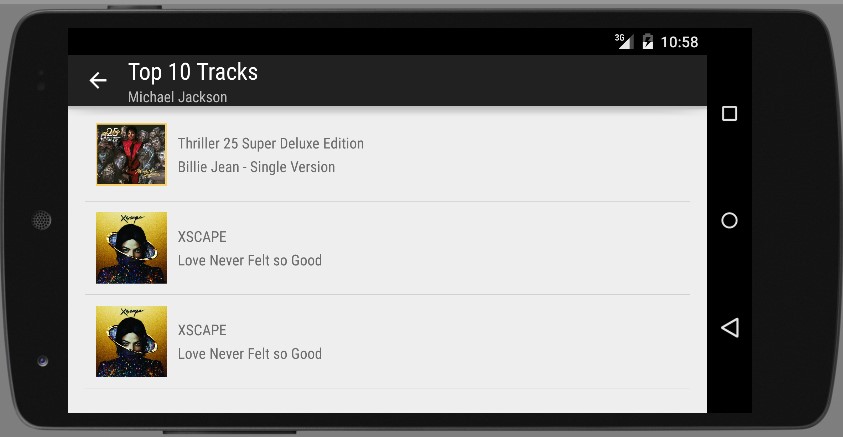 3G
10:58
Top 10 Tracks
Michael Jackson
25
Thriller 25 Super Deluxe Edition
Billie Jean - Single Version
Xscape
XSCAPE
Love Never Felt so Good
Xscape
XSCAPE
Love Never Felt so Good